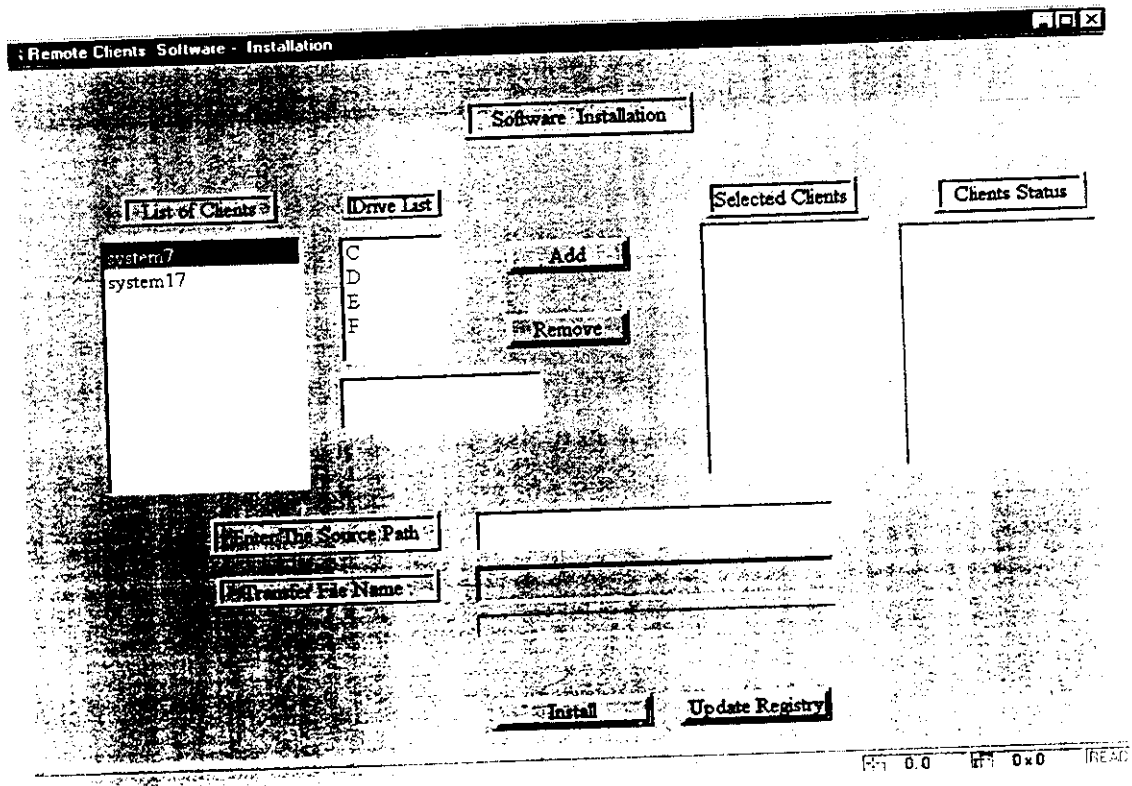 Remote Clients Software - Installation
Software Installation
List of Clients
Drive List
Selected Clients
Clients Status
system7
system17
C
D
E
F
Add
Remove
Enter The Source Path
Transfer File Name
Install
Update Registry
0,0
0x0
READ